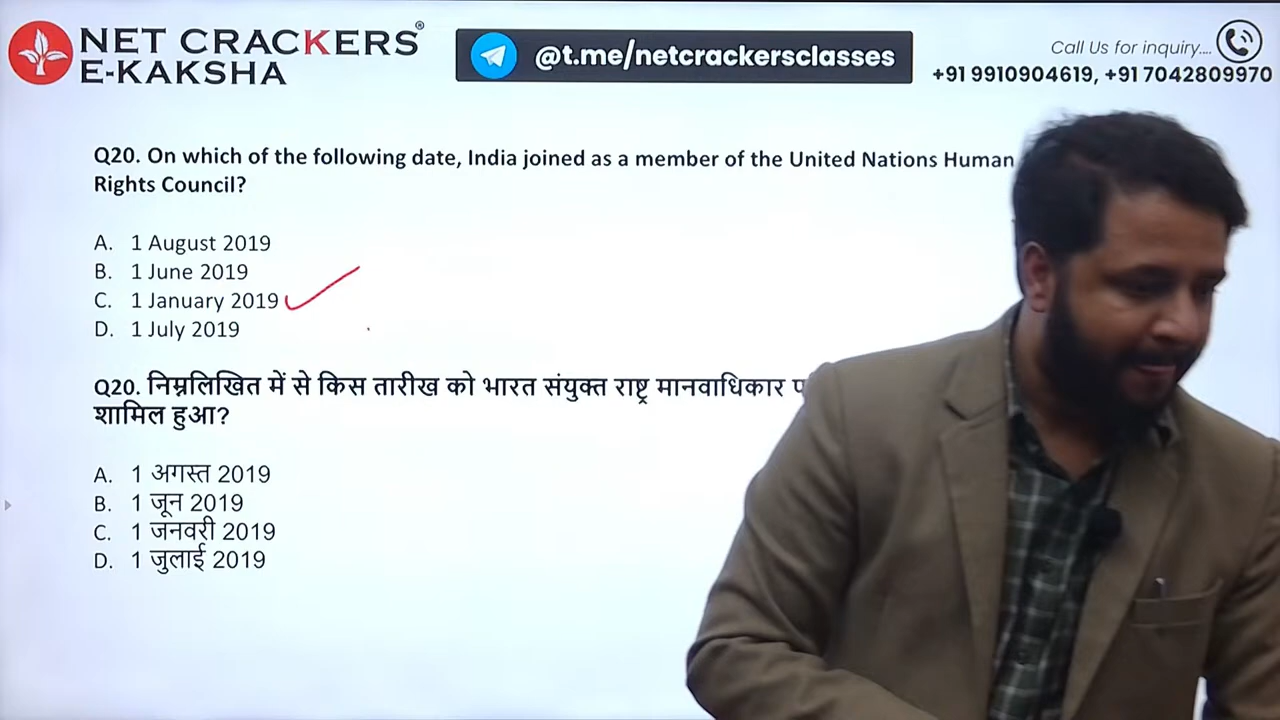 NET CRACKERS®
E-KAKSHA
@t.me/netcrackersclasses
Call Us for inquiry....
+91 9910904619, +91 7042809970
Q20. On which of the following date, India joined as a member of the United Nations Human
Rights Council?
A. 1 August 2019
B. 1 June 2019
C. 1 January 2019
D. 1 July 2019
Q20. निम्नलिखित में से किस तारीख को भारत संयुक्त राष्ट्र मानवाधिकार
शामिल हुआ?
A. 1 अगस्त 2019
B. 1 जून 2019
C. 1 जनवरी 2019
D. 1 जुलाई 2019